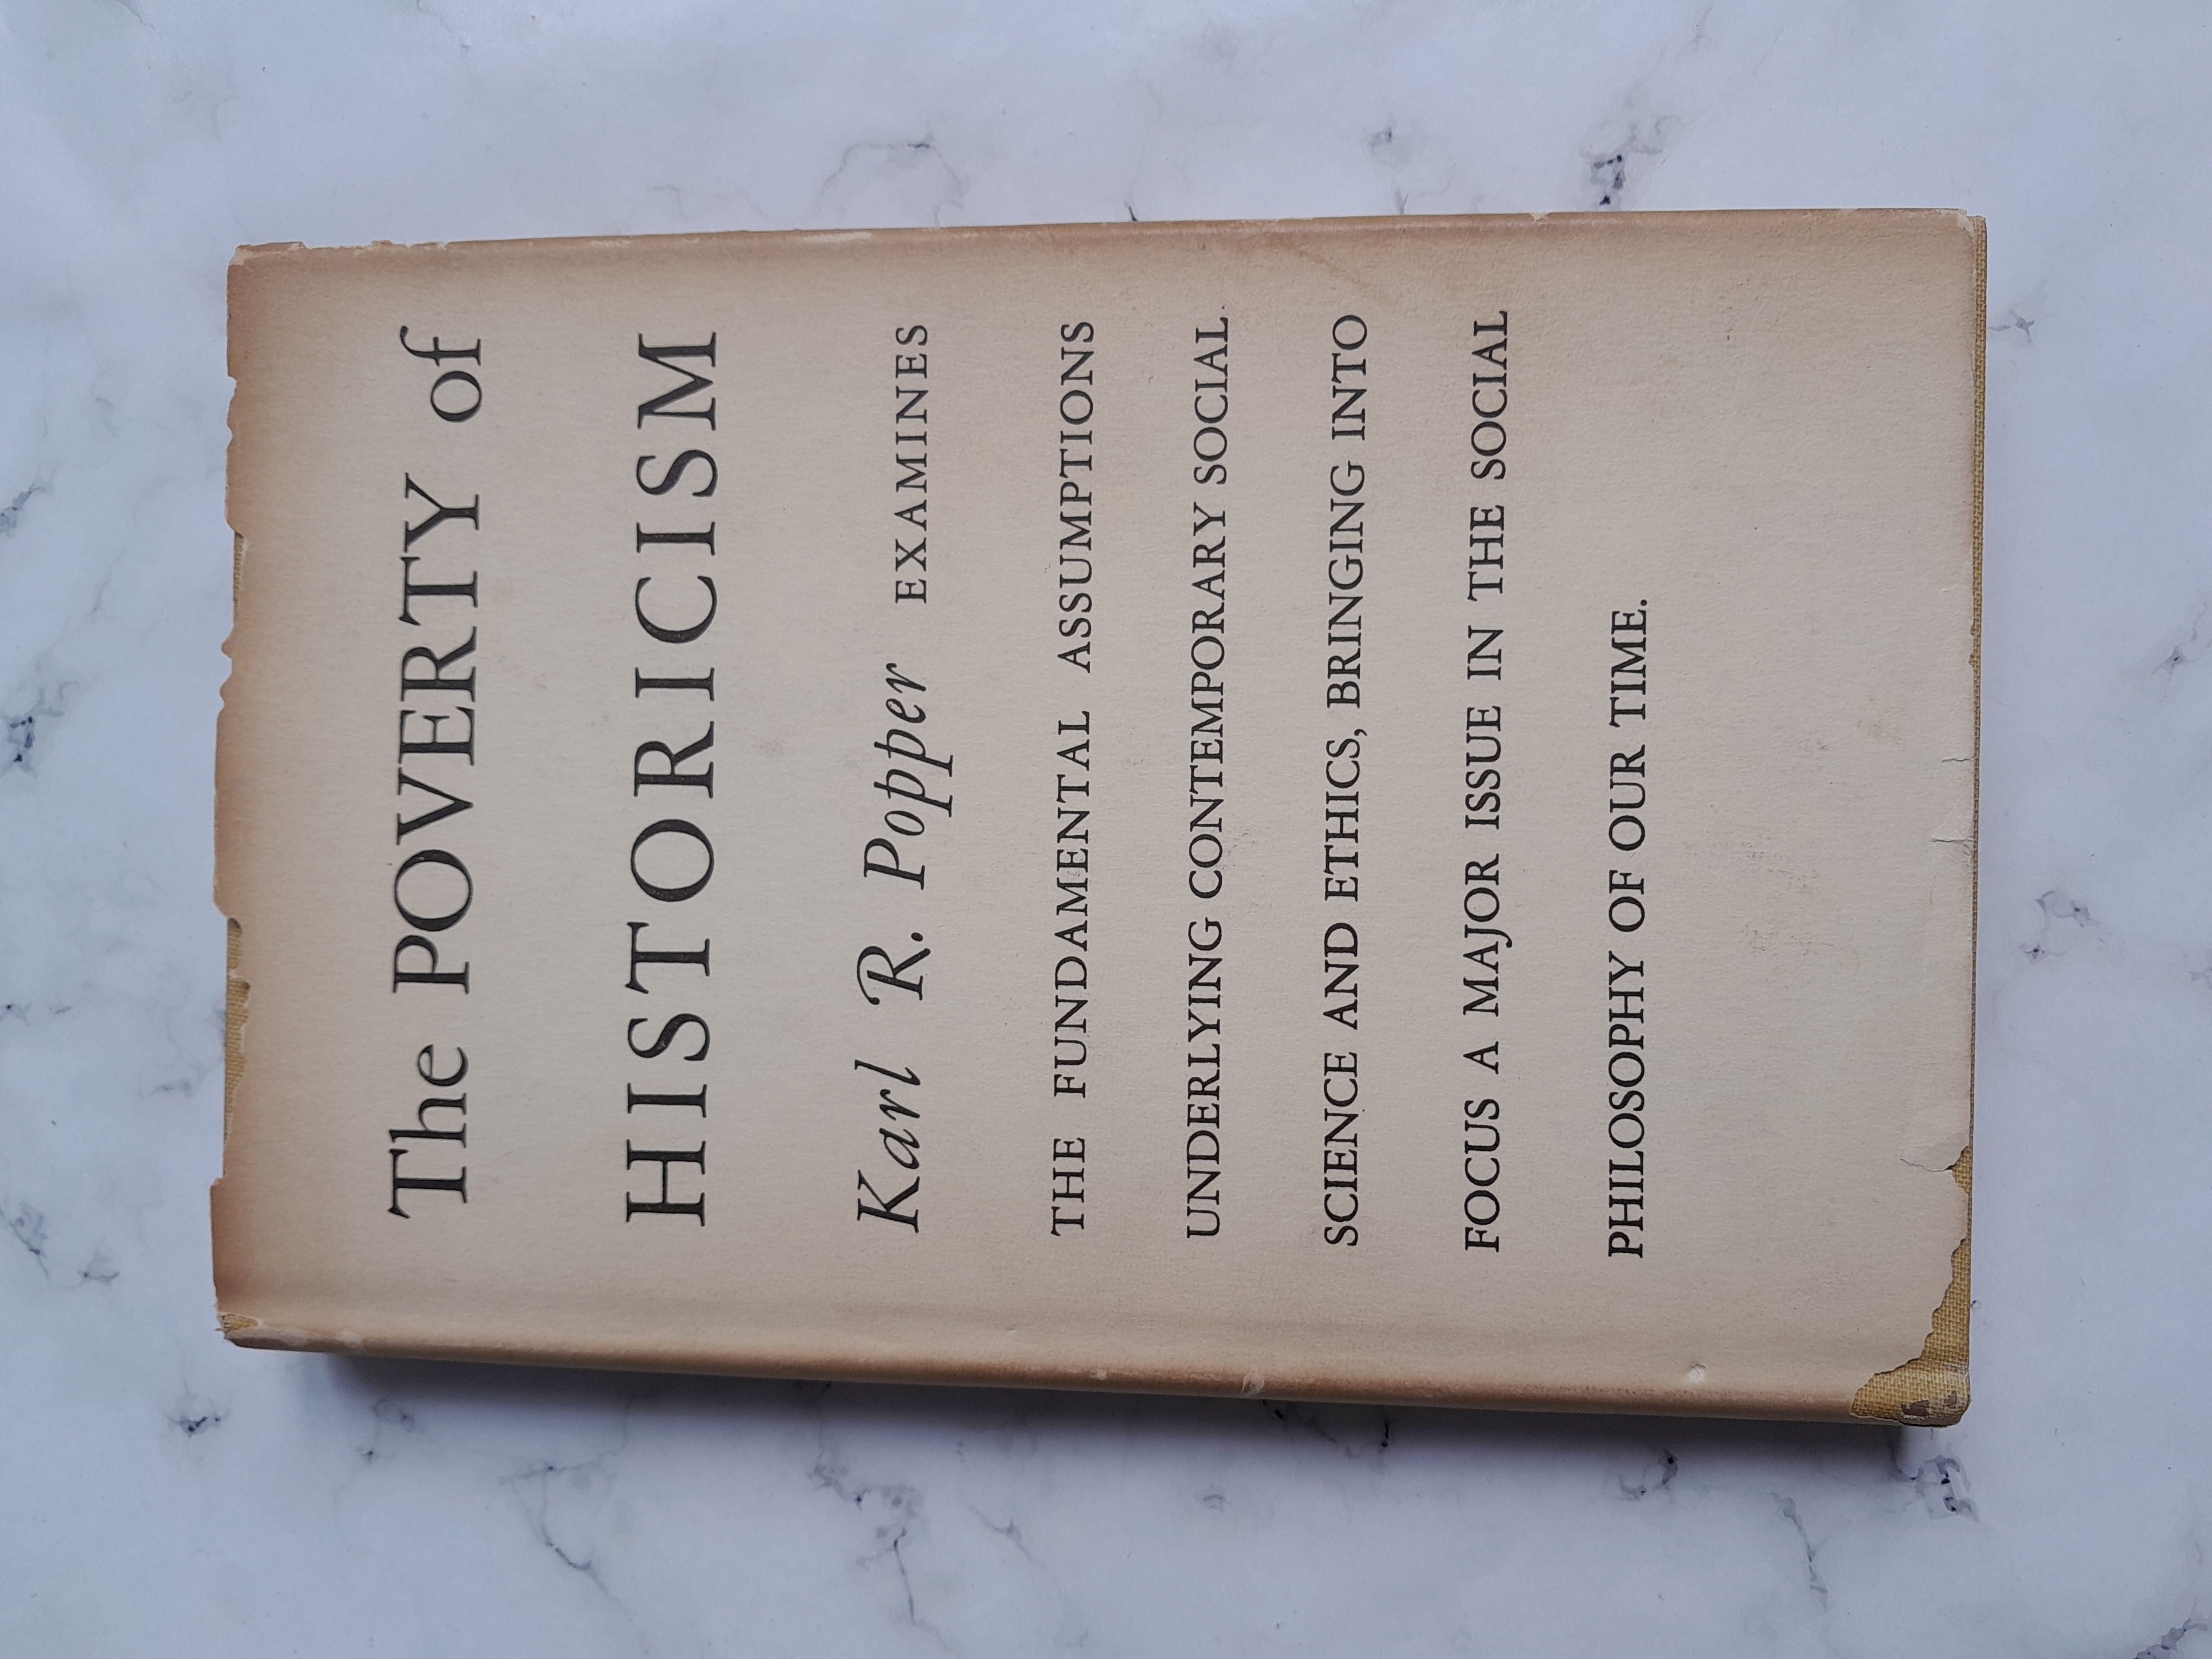 The POVERTY of
HISTORICISM
Karl R. Popper EXAMINES
THE FUNDAMENTAL ASSUMPTIONS
UNDERLYING CONTEMPORARY SOCIAL
SCIENCE AND ETHICS, BRINGING INTO
FOCUS A MAJOR ISSUE IN THE SOCIAL
PHILOSOPHY OF OUR TIME.